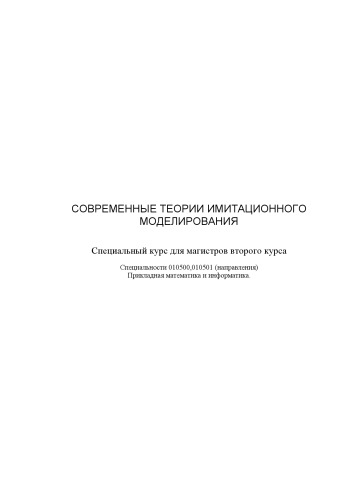 СОВРЕМЕННЫЕ ТЕОРИИ ИМИТАЦИОННОГО
МОДЕЛИРОВАНИЯ
Специальный курс для магистров второго курса
Специальности 010500,010501 (направления)
Прикладная математика и информатика.